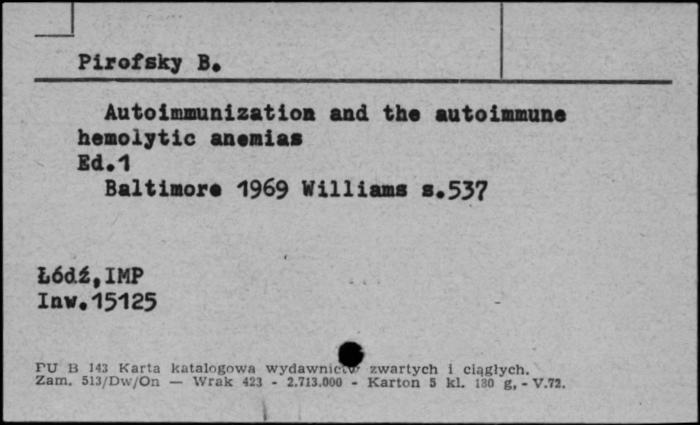 Pirofsky B.
Autoimmunization and the autoimmune
hemolytic anemias
Ed.1
Baltimore 1969 Williams s.537
Łódź,IMP
Inw.15125
PU B 143 Karta katalogowa wydawnictw zwartych i ciągłych.
Zam. 513/Dw/On — Wrak 423 - 2.713.000 - Karton 5 kl. 180 g, - V.72.